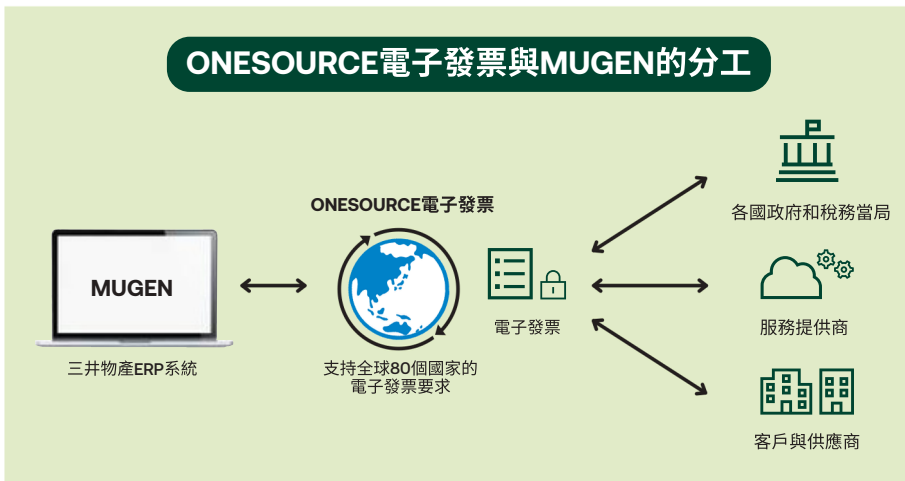 ONESOURCE電子發票與MUGEN的分工
ONESOURCE電子發票
MUGEN
三井物產ERP系統
支持全球80個國家的
電子發票要求
電子發票
各國政府和稅務當局
服務提供商
客戶與供應商